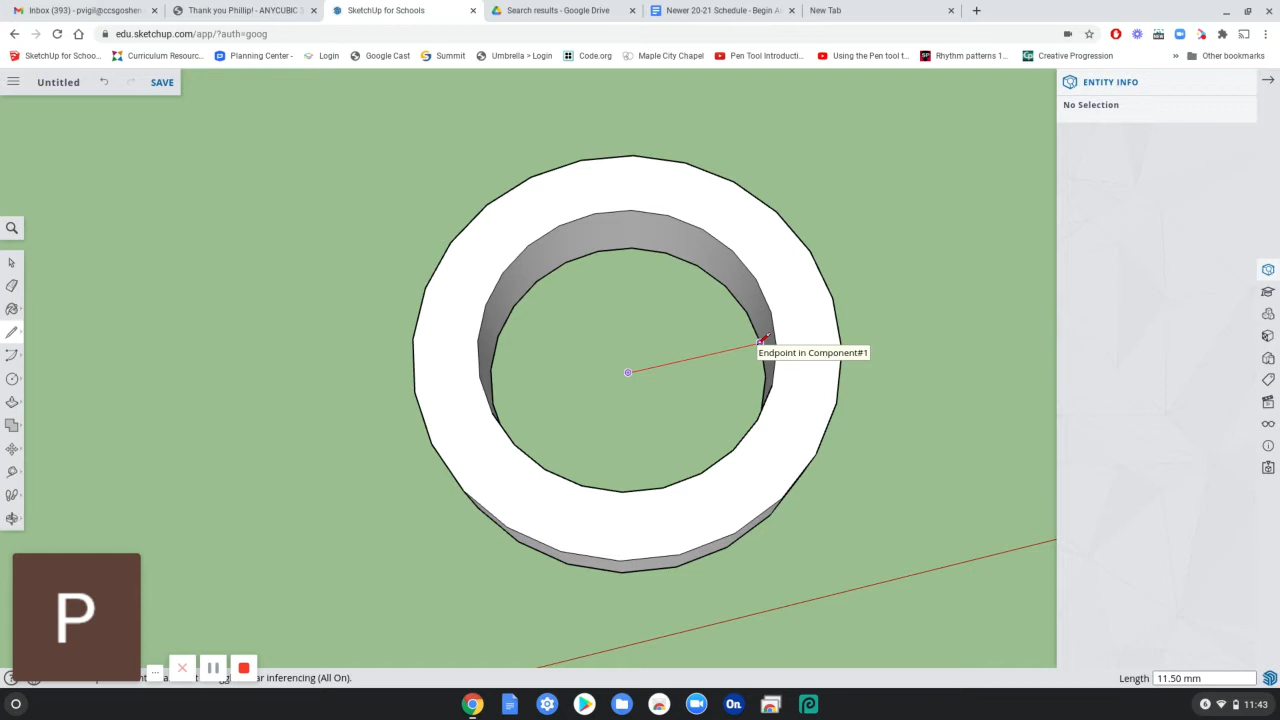 Inbox (393) - pvigil@ccsgoshen
Thank you Phillip! - ANYCUBIC 3
SketchUp for Schools
Search results - Google Drive
Newer 20-21 Schedule - Begin A
New Tab
edu.sketchup.com/app/?auth=goog
SketchUp for Schoo...
Curriculum Resourc...
Planning Center -
Login
Google Cast
Summit
Umbrella > Login
Code.org
Maple City Chapel
Pen Tool Introducti...
Using the Pen tool t...
Rhythm patterns 1...
Creative Progression
»
Other bookmarks
Untitled
SAVE
ENTITY INFO
No Selection
Endpoint in Component#1
P
...
ar inferencing (All On).
Length
11.50 mm
On
6
11:43